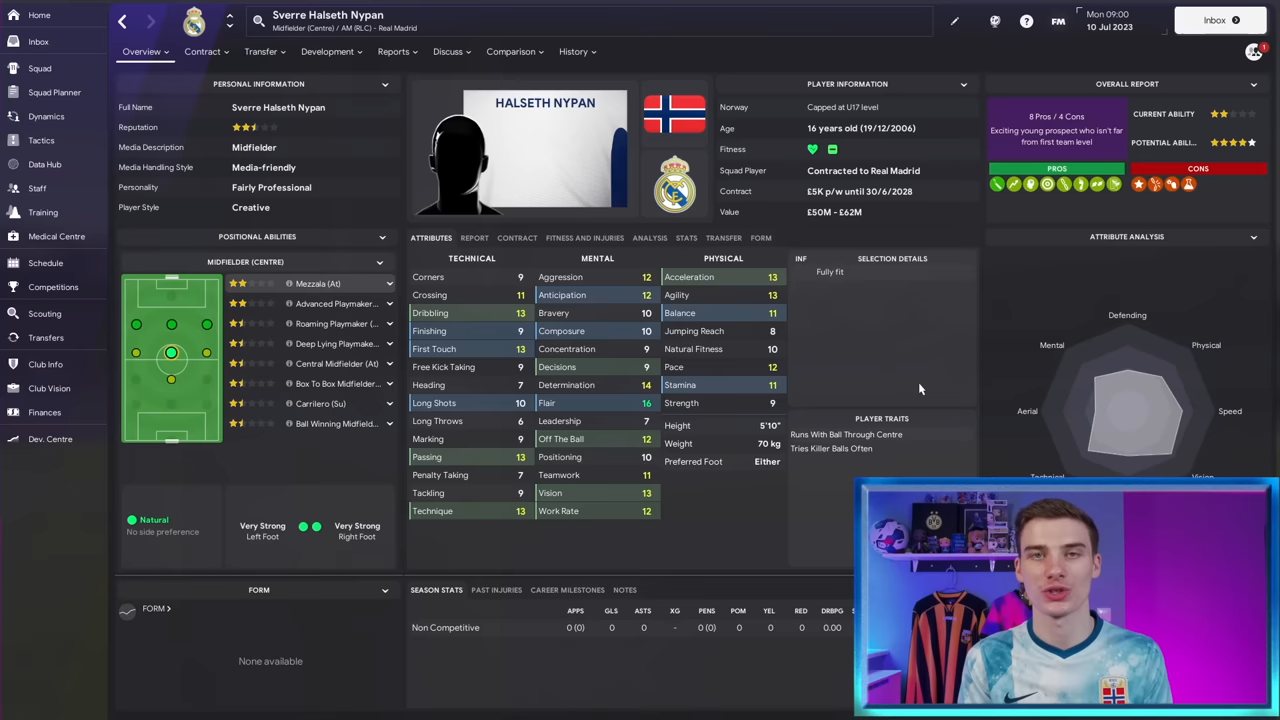 Home
Inbox
Squad
Squad Planner
Dynamics
Tactics
Data Hub
Staff
Training
Medical Centre
Schedule
Competitions
Scouting
Transfers
Club Info
Club Vision
Finances
Dev. Centre
Sverre Halseth Nypan
Midfielder (Centre) / AM (RLC) - Real Madrid
FM
Mon 09:00
10 Jul 2023
Inbox
Overview
Contract
Transfer
Development
Reports
Discuss
Comparison
History
1
PERSONAL INFORMATION
Full Name Sverre Halseth Nypan
Reputation
Media Description Midfielder
Media Handling Style Media-friendly
Personality Fairly Professional
Player Style Creative
HALSETH NYPAN
PLAYER INFORMATION
Norway Capped at U17 level
Age 16 years old (19/12/2006)
Fitness
Squad Player Contracted to Real Madrid
Contract £5K p/w until 30/6/2028
Value £50M - £62M
OVERALL REPORT
8 Pros / 4 Cons
Exciting young prospect who isn't far
from first team level
CURRENT ABILITY
POTENTIAL ABILI...
PROS
CONS
POSITIONAL ABILITIES
MIDFIELDER (CENTRE)
Mezzala (At)
Advanced Playmaker...
Roaming Playmaker (...
Deep Lying Playmake...
Central Midfielder (At)
Box To Box Midfielder...
Carrilero (Su)
Ball Winning Midfield...
Natural
No side preference
Very Strong
Left Foot
Very Strong
Right Foot
ATTRIBUTES REPORT CONTRACT FITNESS AND INJURIES ANALYSIS STATS TRANSFER FORM
TECHNICAL
Corners 9
Crossing 11
Dribbling 13
Finishing 9
First Touch 13
Free Kick Taking 9
Heading 7
Long Shots 10
Long Throws 6
Marking 9
Passing 13
Penalty Taking 7
Tackling 9
Technique 13
MENTAL
Aggression 12
Anticipation 12
Bravery 10
Composure 10
Concentration 9
Decisions 9
Determination 14
Flair 16
Leadership 7
Off The Ball 12
Positioning 10
Teamwork 11
Vision 13
Work Rate 12
PHYSICAL
Acceleration 13
Agility 13
Balance 11
Jumping Reach 8
Natural Fitness 10
Pace 12
Stamina 11
Strength 9
Height 5'10"
Weight 70 kg
Preferred Foot Either
INF SELECTION DETAILS
Fully fit
PLAYER TRAITS
Runs With Ball Through Centre
Tries Killer Balls Often
ATTRIBUTE ANALYSIS
Defending
Physical
Speed
Vision
Technical
Aerial
Mental
FORM
FORM
None available
SEASON STATS PAST INJURIES CAREER MILESTONES NOTES
APPS GLS ASTS XG PENS POM YEL RED DRBPG
Non Competitive 0 (0) 0 0 - 0 (0) 0 0 0 0.00